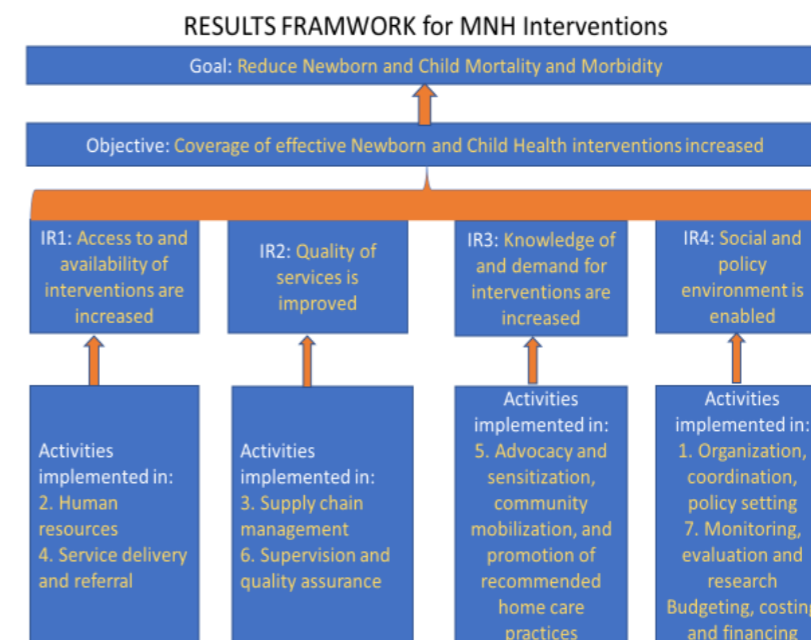 RESULTS FRAMWORK for MNH Interventions
Goal: Reduce Newborn and Child Mortality and Morbidity
Objective: Coverage of effective Newborn and Child Health interventions increased
IR1: Access to and
availability of
interventions are
increased
IR2: Quality of
services is
improved
IR3: Knowledge of
and demand for
interventions are
increased
IR4: Social and
policy
environment is
enabled
Activities
implemented in:
2. Human
resources
4. Service delivery
and referral
Activities
implemented in:
3. Supply chain
management
6. Supervision and
quality assurance
Activities
implemented in:
5. Advocacy and
sensitization,
community
mobilization, and
promotion of
recommended
home care
practices
Activities
implemented in:
1. Organization,
coordination,
policy setting
7. Monitoring,
evaluation and
research
Budgeting, costing
and financing